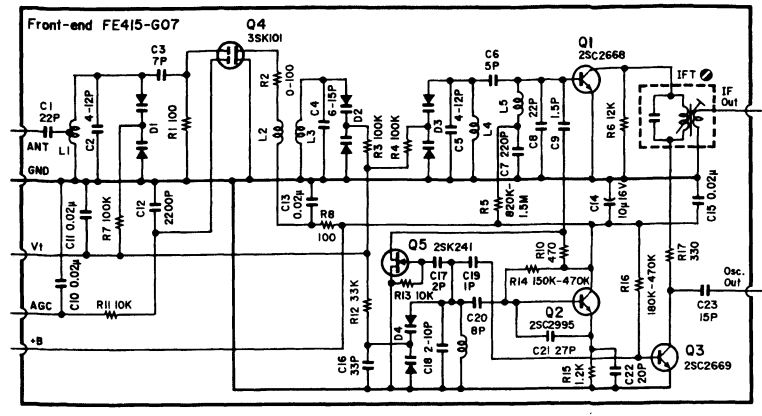 Front-end FE415-G07
Q4
3SK101
C3
7P
C1
22P
ANT
L1
C2 4-12P
D1
R1 100
R2
0-100
L2
L3
C4
6-15P
D2
R3 100K
R4 100K
D3
C5 4-12P
L4
C6
5P
L5
C7 220P
C8 22P
C9 1.5P
Q1
2SC2668
R6 12K
IFT
IF
Out
GND
C11 0.02μ
R7 100K
C12
2200P
C13
0.02μ
R8
100
R5
820K-
1.5M
C14
10μ16V
C15 0.02μ
Vt
C10 0.02μ
AGC
R11 10K
+B
Q5
2SK241
R13 10K
C17
2P
C19
1P
R10
470
R14 150K-470K
R16
180K-470K
R17
330
Osc.
Out
C23
15P
R12 33K
D4
C16
33P
C18 2-10P
C20
8P
Q2
2SC2995
C21 27P
R15
1.2K
C22
20P
Q3
2SC2669